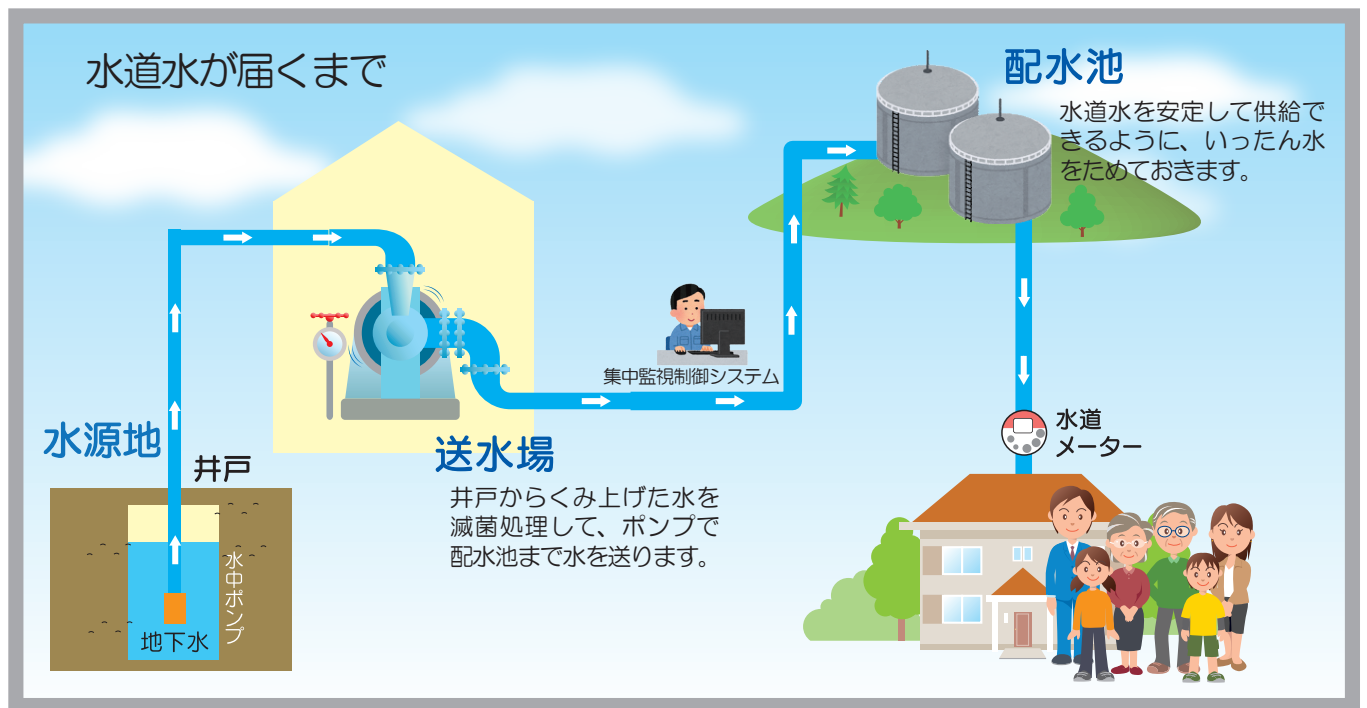 水道水が届くまで
配水池
水道水を安定して供給で
きるように、いったん水
をためておきます。
集中監視制御システム
水源地
井戸
水中ポンプ
地下水
送水場
井戸からくみ上げた水を
滅菌処理して、ポンプで
配水池まで水を送ります。
水道
メーター